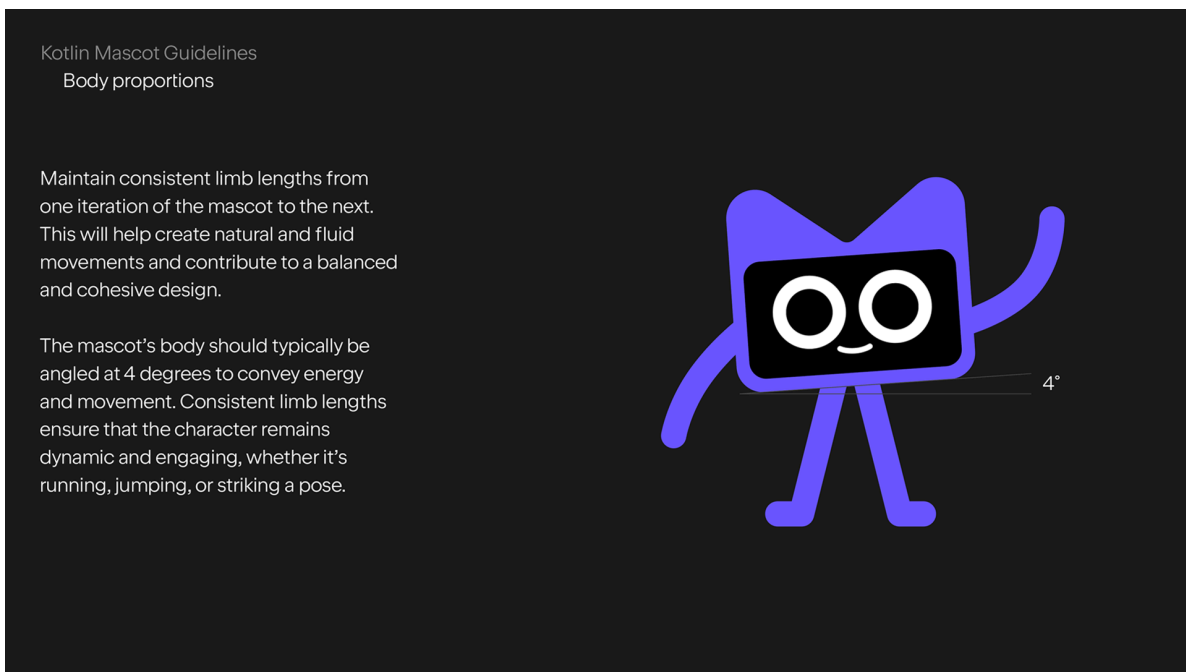 Kotlin Mascot Guidelines
Body proportions
Maintain consistent limb lengths from
one iteration of the mascot to the next.
This will help create natural and fluid
movements and contribute to a balanced
and cohesive design.
The mascot’s body should typically be
angled at 4 degrees to convey energy
and movement. Consistent limb lengths
ensure that the character remains
dynamic and engaging, whether it’s
running, jumping, or striking a pose.
4°